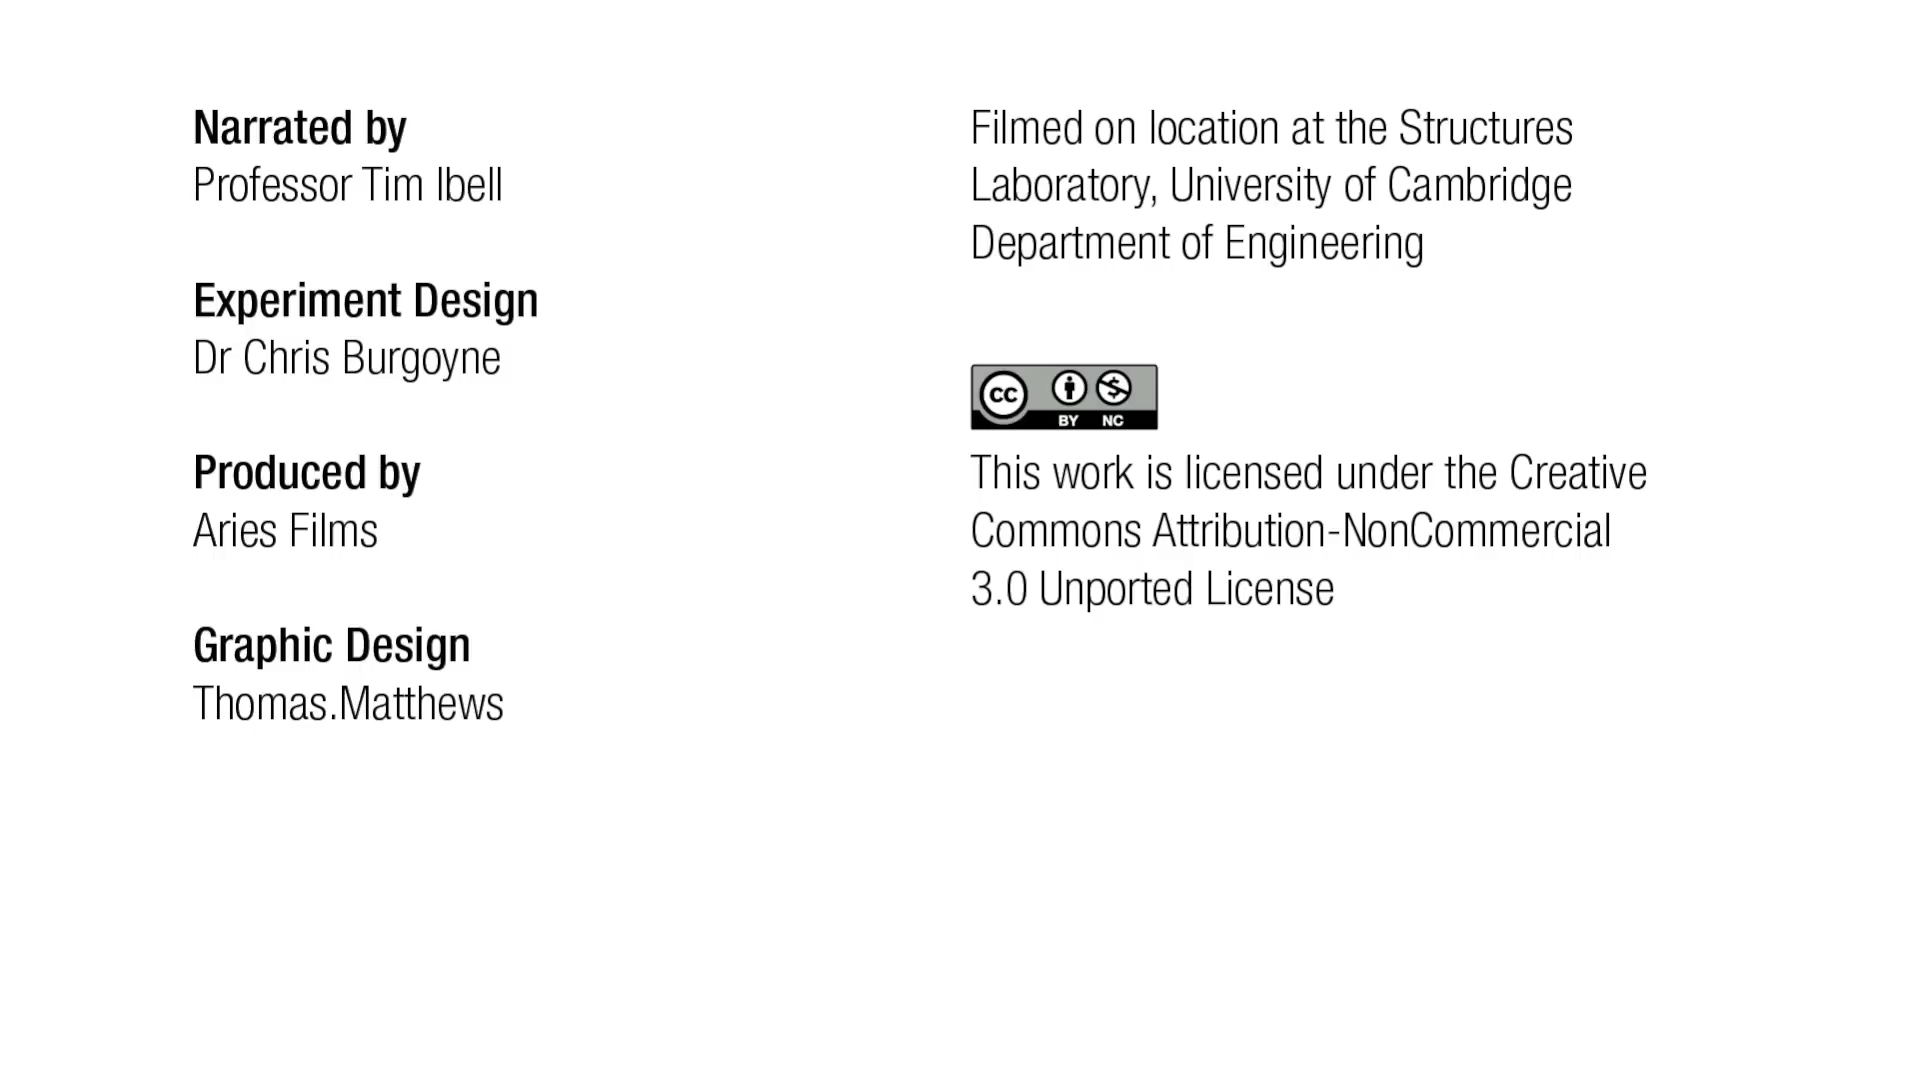 Narrated by
Professor Tim Ibell
Experiment Design
Dr Chris Burgoyne
Produced by
Aries Films
Graphic Design
Thomas.Matthews
Filmed on location at the Structures
Laboratory, University of Cambridge
Department of Engineering
cc BY NC
This work is licensed under the Creative
Commons Attribution-NonCommercial
3.0 Unported License